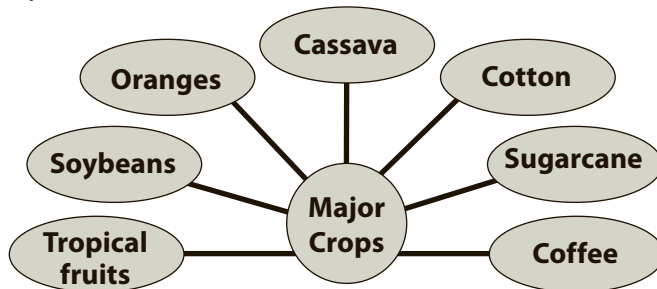 Cassava
Oranges
Cotton
Soybeans
Sugarcane
Major
Crops
Tropical
fruits
Coffee